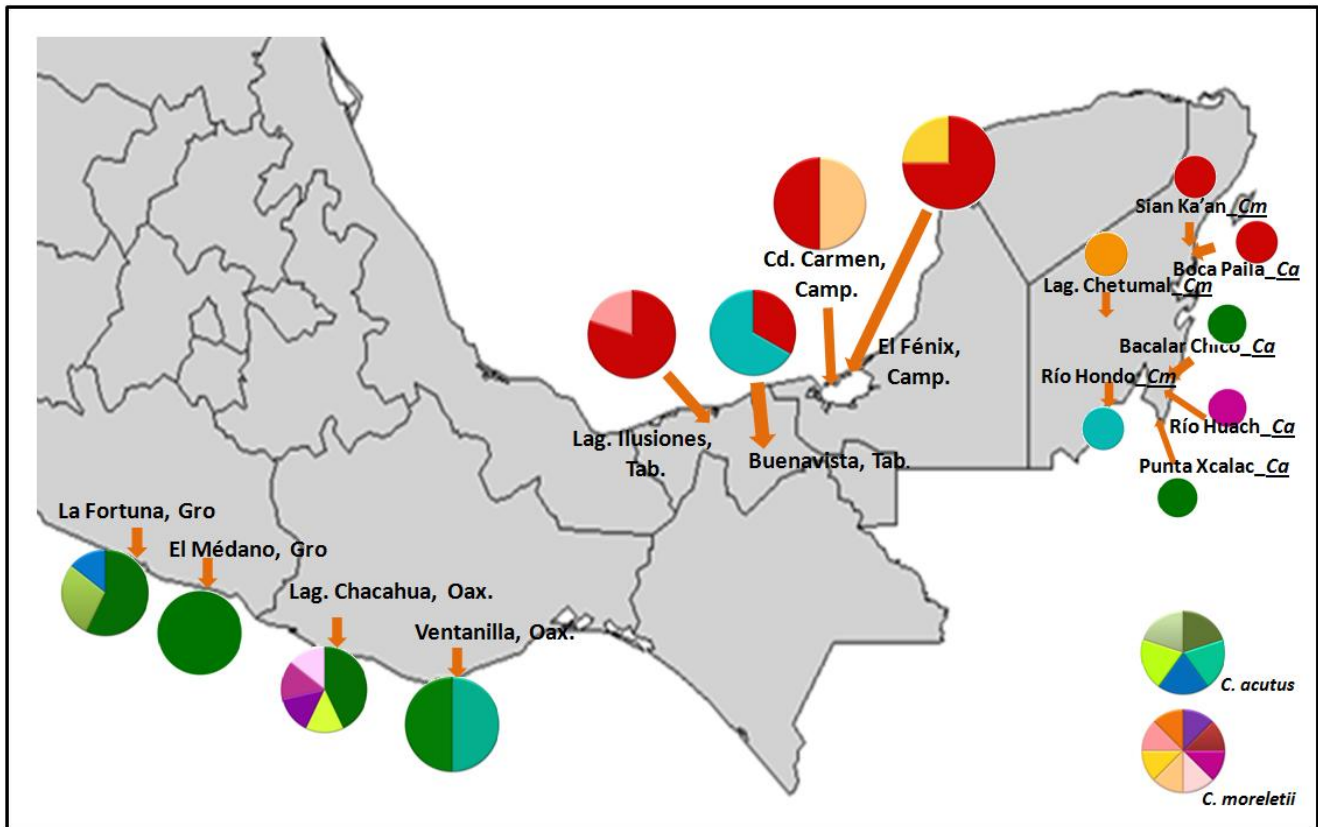 Sian Ka'an_Cm
Boca Paila_Ca
Cd. Carmen,
Camp.
Lag. Chetumal_Cm
El Fénix,
Camp.
Bacalar Chico_Ca
Río Hondo_Cm
Río Huach_Ca
Lag. Ilusiones,
Tab.
Buenavista, Tab.
Punta Xcalac_Ca
La Fortuna, Gro
El Médano, Gro
Lag. Chacahua, Oax.
Ventanilla, Oax.
C. acutus
C. moreletii